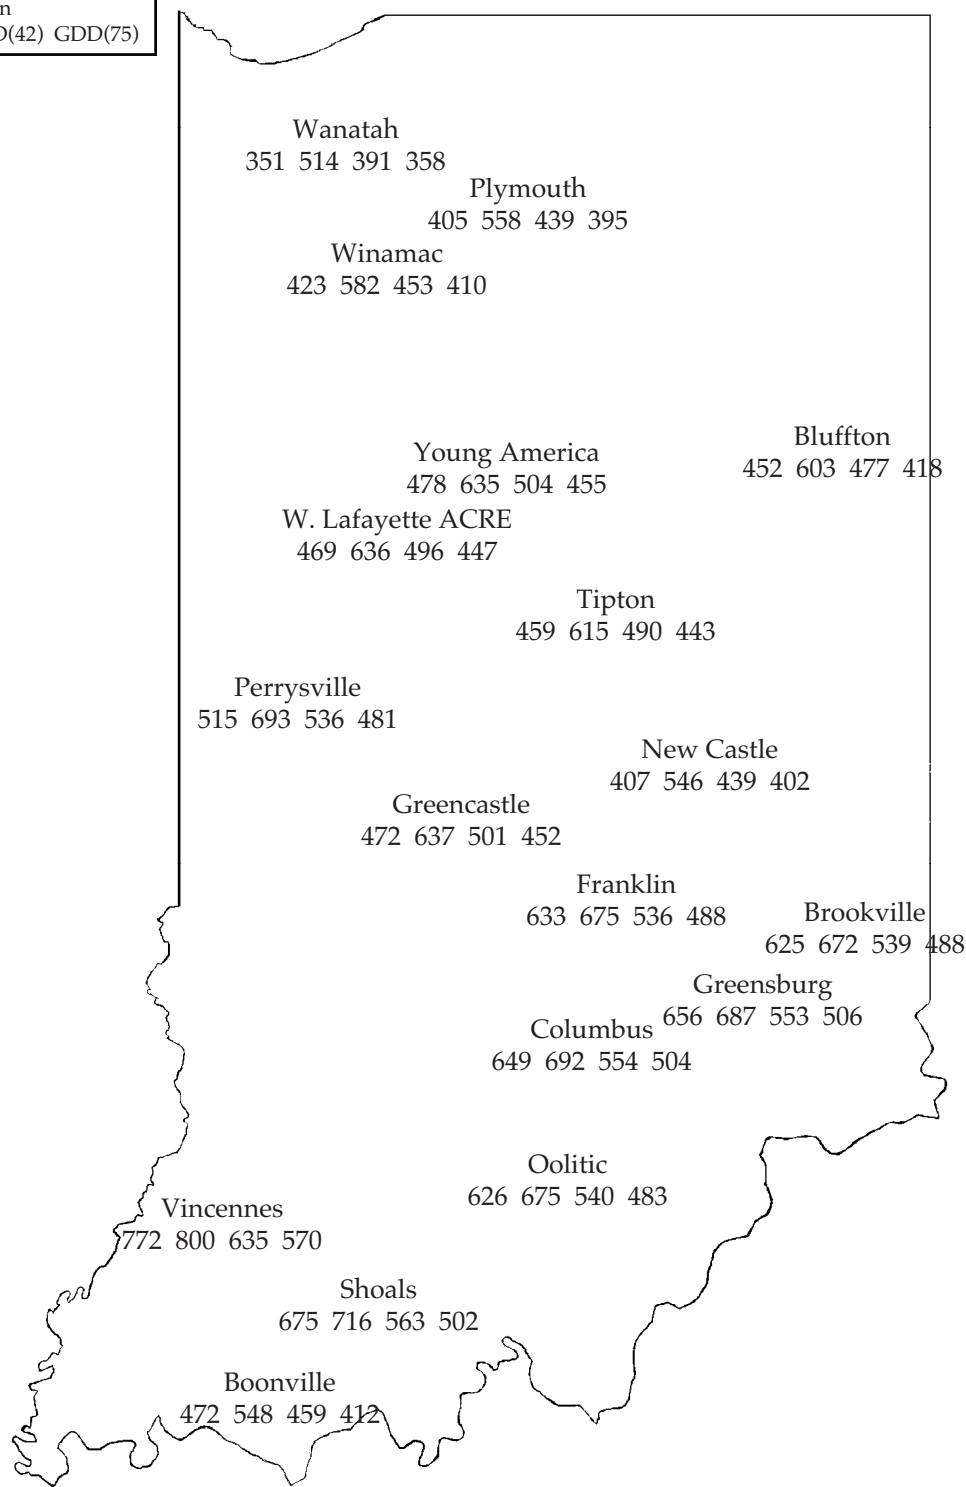 GDD(75)
Wanatah
351 514 391 358
Plymouth
405 558 439 395
Winamac
423 582 453 410
Bluffton
452 603 477 418
Young America
478 635 504 455
W. Lafayette ACRE
469 636 496 447
Tipton
459 615 490 443
Perrysville
515 693 536 481
New Castle
407 546 439 402
Greencastle
472 637 501 452
Franklin
633 675 536 488
Brookville
625 672 539 488
Greensburg
656 687 553 506
Columbus
649 692 554 504
Oolitic
626 675 540 483
Vincennes
772 800 635 570
Shoals
675 716 563 502
Boonville
472 548 459 412